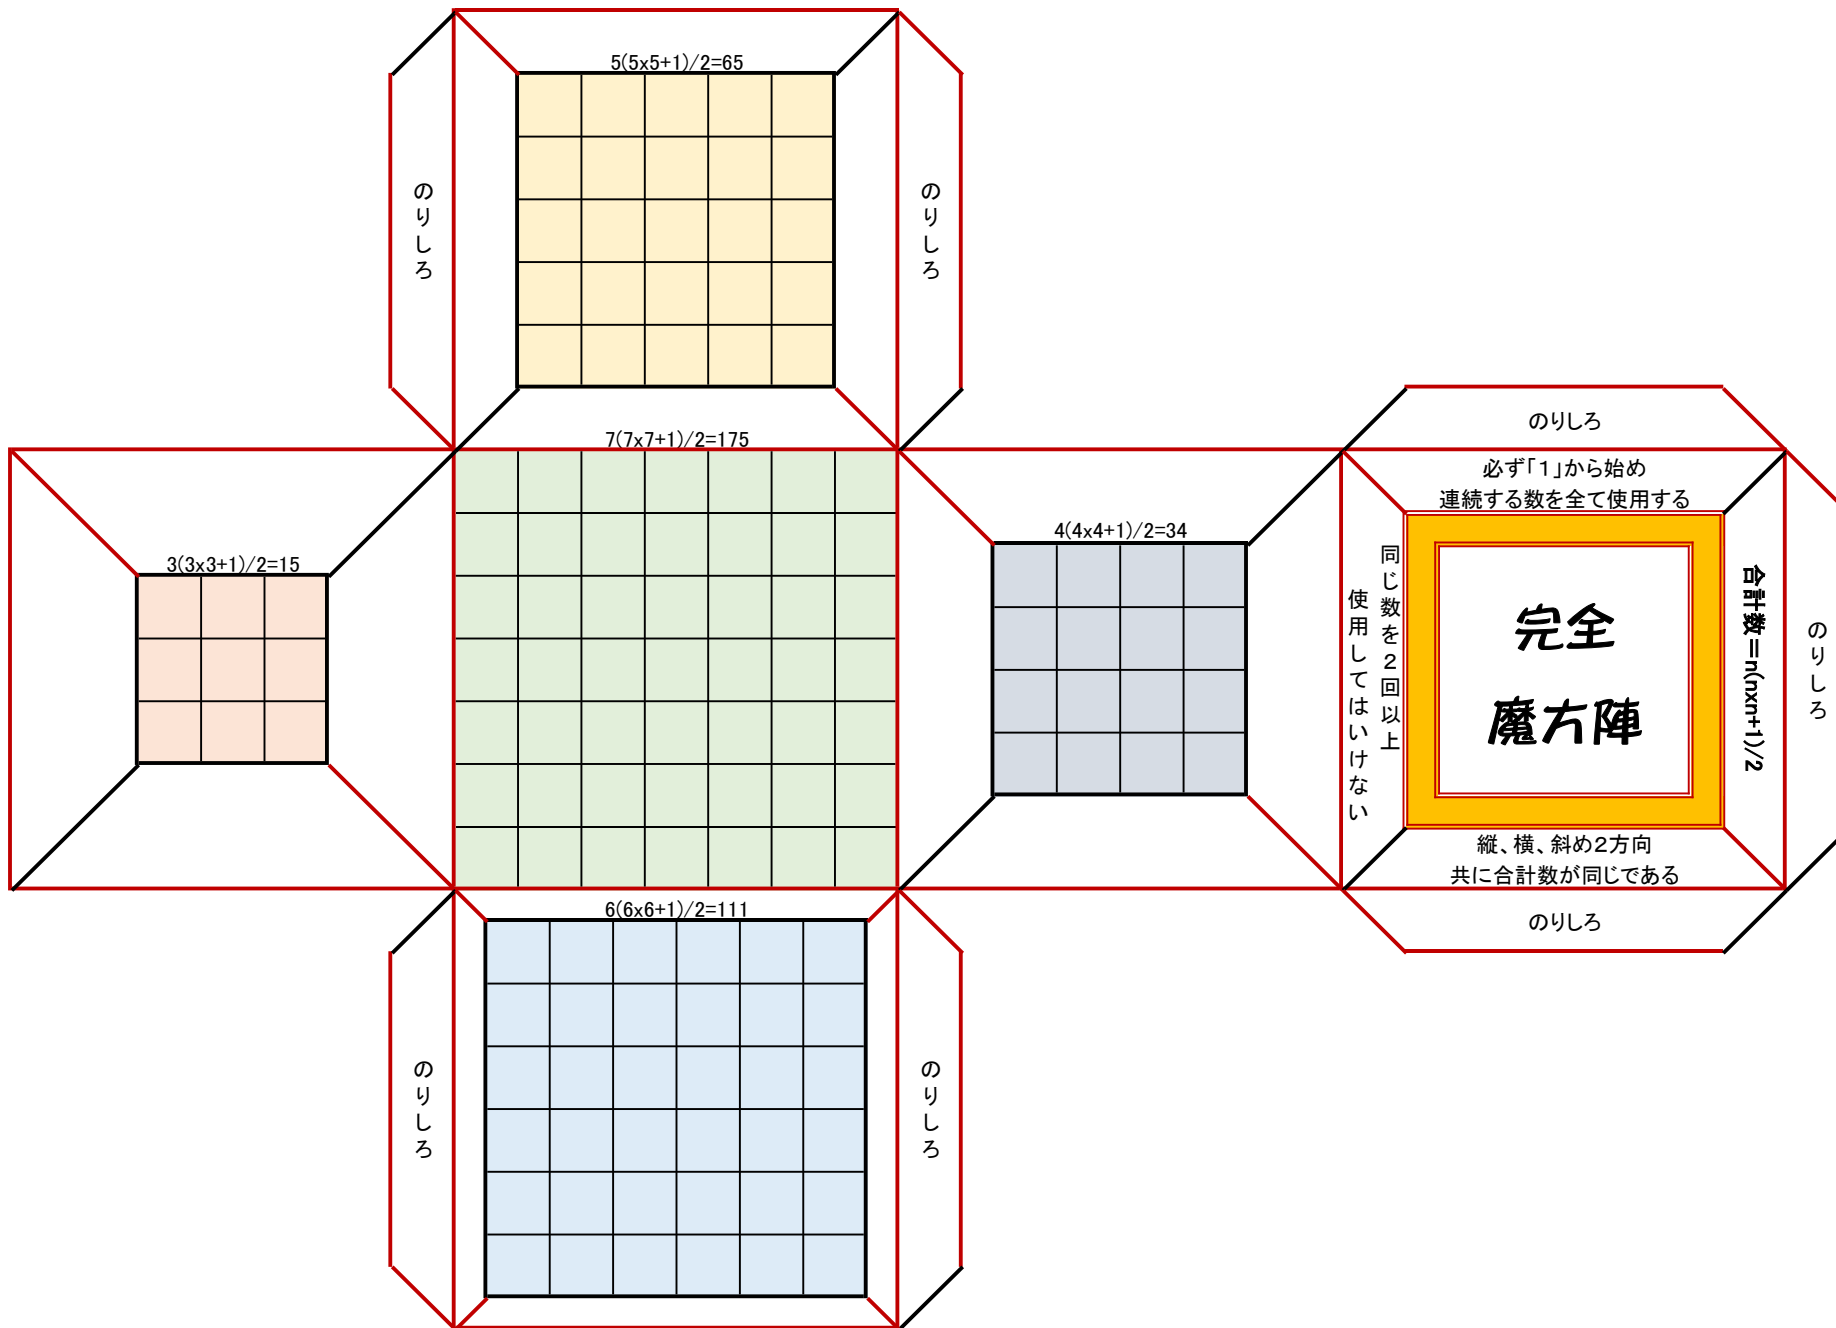 5(5x5+1)/2=65
のりしろ
のりしろ
7(7x7+1)/2=175
3(3x3+1)/2=15
4(4x4+1)/2=34
のりしろ
必ず「1」から始め
連続する数を全て使用する
同じ数を2回以上
使用してはいけない
完全
魔方陣
合計数=n(nxn+1)/2
のりしろ
縦、横、斜め2方向
共に合計数が同じである
のりしろ
6(6x6+1)/2=111
のりしろ
のりしろ